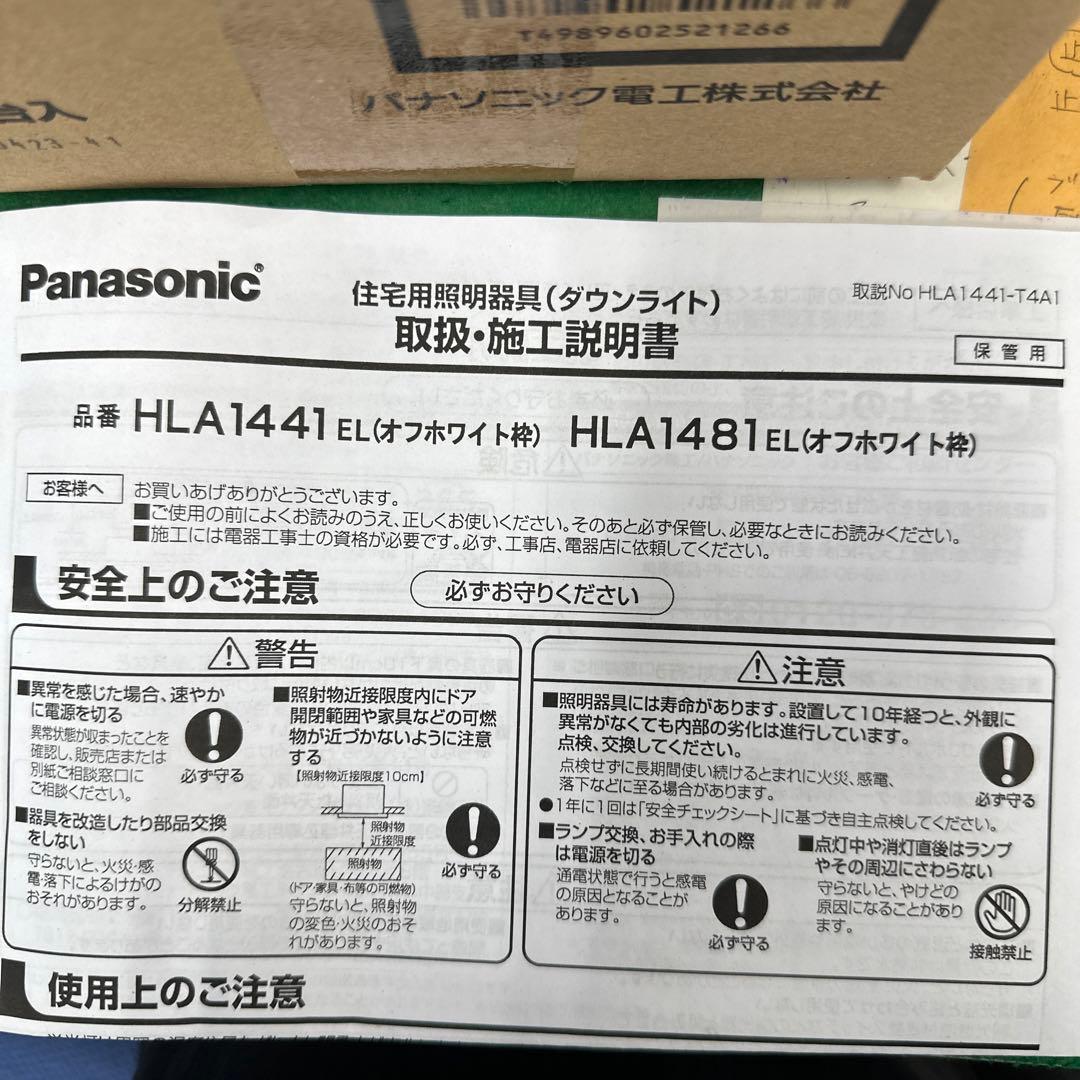 T4989602521266
パナソニック電工株式会社
台入
Panasonic®
住宅用照明器具(ダウンライト)
取扱・施工説明書
取説No HLA1441-T4A1
保管用
品番 HLA1441EL(オフホワイト枠) HLA1481EL(オフホワイト枠)
お客様へ
お買いあげありがとうございます。
■ご使用の前によくお読みのうえ、正しくお使いください。そのあと必ず保管し、必要なときにお読みください。
■施工には電器工事士の資格が必要です。必ず、工事店、電器店に依頼してください。
安全上のご注意 必ずお守りください
⚠警告
■異常を感じた場合、速やか
に電源を切る
異常状態が収まったことを
確認し、販売店または
別紙ご相談窓口に
ご相談ください。
必ず守る
■器具を改造したり部品交換
をしない
守らないと、火災・感
電・落下によるけがの
おそれがあります。
分解禁止
■照射物近接限度内にドア
開閉範囲や家具などの可燃
物が近づかないように注意
する
【照射物近接限度10cm】
照射物
近接限度
照射物
(ドア・家具・布等の可燃物)
守らないと、照射物
の変色・火災のおそ
れがあります。
必ず守る
⚠注意
■照明器具には寿命があります。設置して10年経つと、外観に
異常がなくても内部の劣化は進行しています。
点検、交換してください。
点検せずに長期間使い続けるとまれに火災、感電、
落下などに至る場合があります。
●1年に1回は「安全チェックシート」に基づき自主点検してください。
必ず守る
■ランプ交換、お手入れの際
は電源を切る
通電状態で行うと感電
の原因となることが
あります。
必ず守る
■点灯中や消灯直後はランプ
やその周辺にさわらない
守らないと、やけどの
原因になることがあり
ます。
接触禁止
使用上のご注意